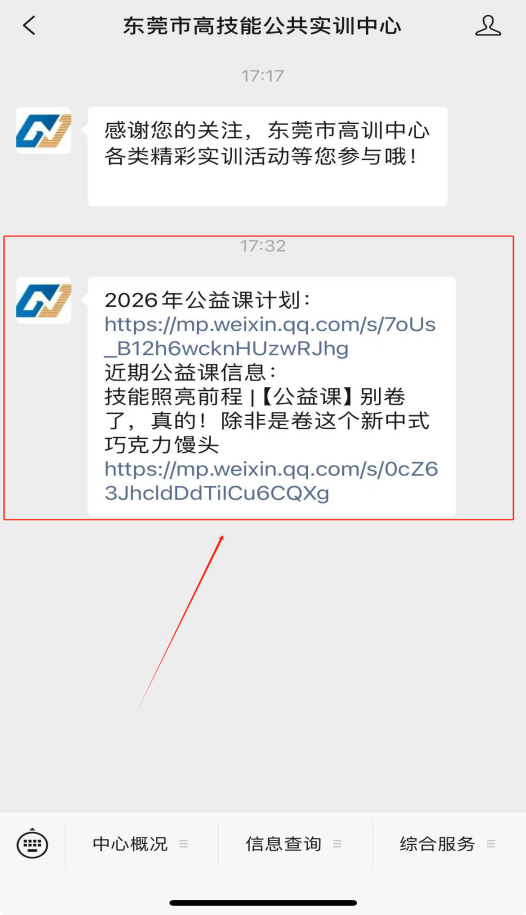 东莞市高技能公共实训中心
17:17
感谢您的关注，东莞市高训中心
各类精彩实训活动等您参与哦！
17:32
2026年公益课计划：
https://mp.weixin.qq.com/s/7oUs
_B12h6wcknHUzwRJhg
近期公益课信息：
技能照亮前程 |【公益课】别卷
了，真的！除非是卷这个新中式
巧克力馒头
https://mp.weixin.qq.com/s/0cZ6
3JhcldDdTiICu6CQXg
中心概况
信息查询
综合服务